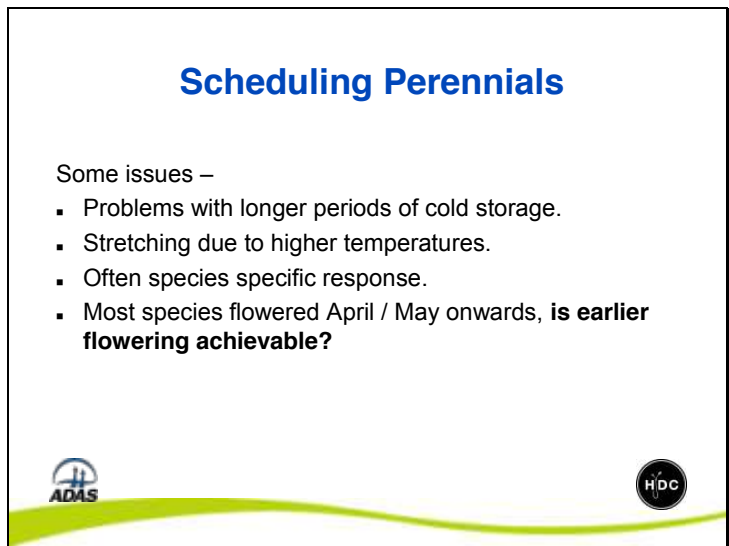 Scheduling Perennials
Some issues –
▪ Problems with longer periods of cold storage.
▪ Stretching due to higher temperatures.
▪ Often species specific response.
▪ Most species flowered April / May onwards, is earlier
flowering achievable?
ADAS
HDC